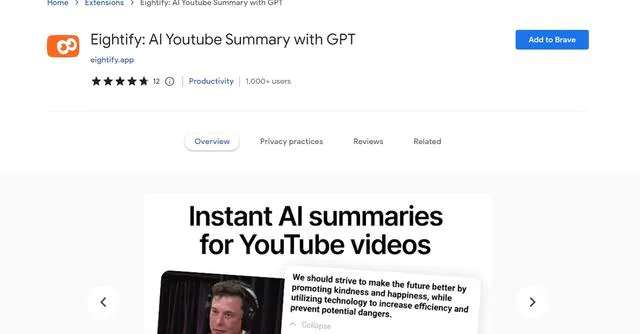 Home > Extensions > Eightify: AI Youtube Summary with GPT
Eightify: AI Youtube Summary with GPT
Add to Brave
eightify.app
12 Productivity 1,000+ users
Overview Privacy practices Reviews Related
Instant AI summaries
for YouTube videos
We should strive to make the future better by
promoting kindness and happiness, while
utilizing technology to increase efficiency and
prevent potential dangers.
Collapse